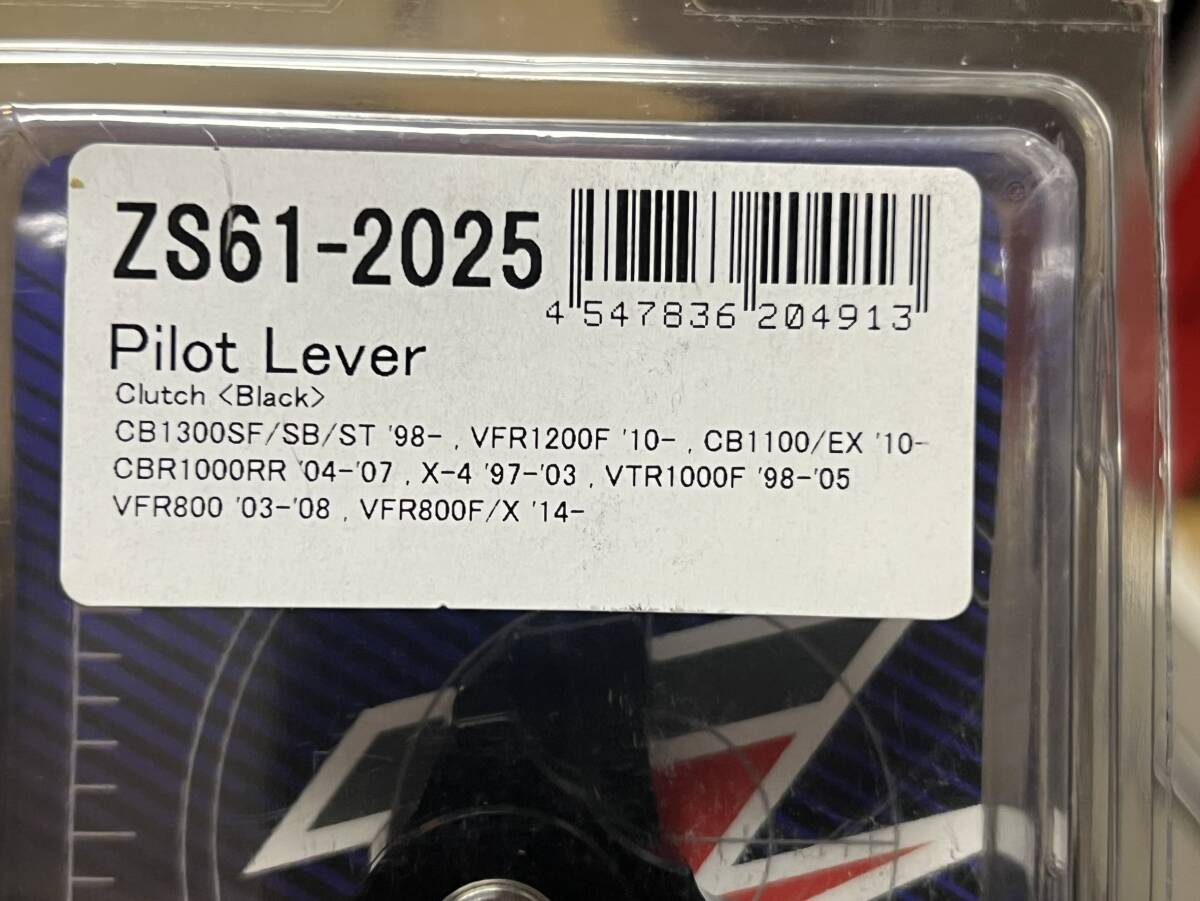 ZS61-2025
4 547836 204913
Pilot Lever
Clutch <Black>
CB1300SF/SB/ST '98- , VFR1200F '10- , CB1100/EX '10-
CBR1000RR '04-'07 , X-4 '97-'03 , VTR1000F '98-'05
VFR800 '03-'08 , VFR800F/X '14-